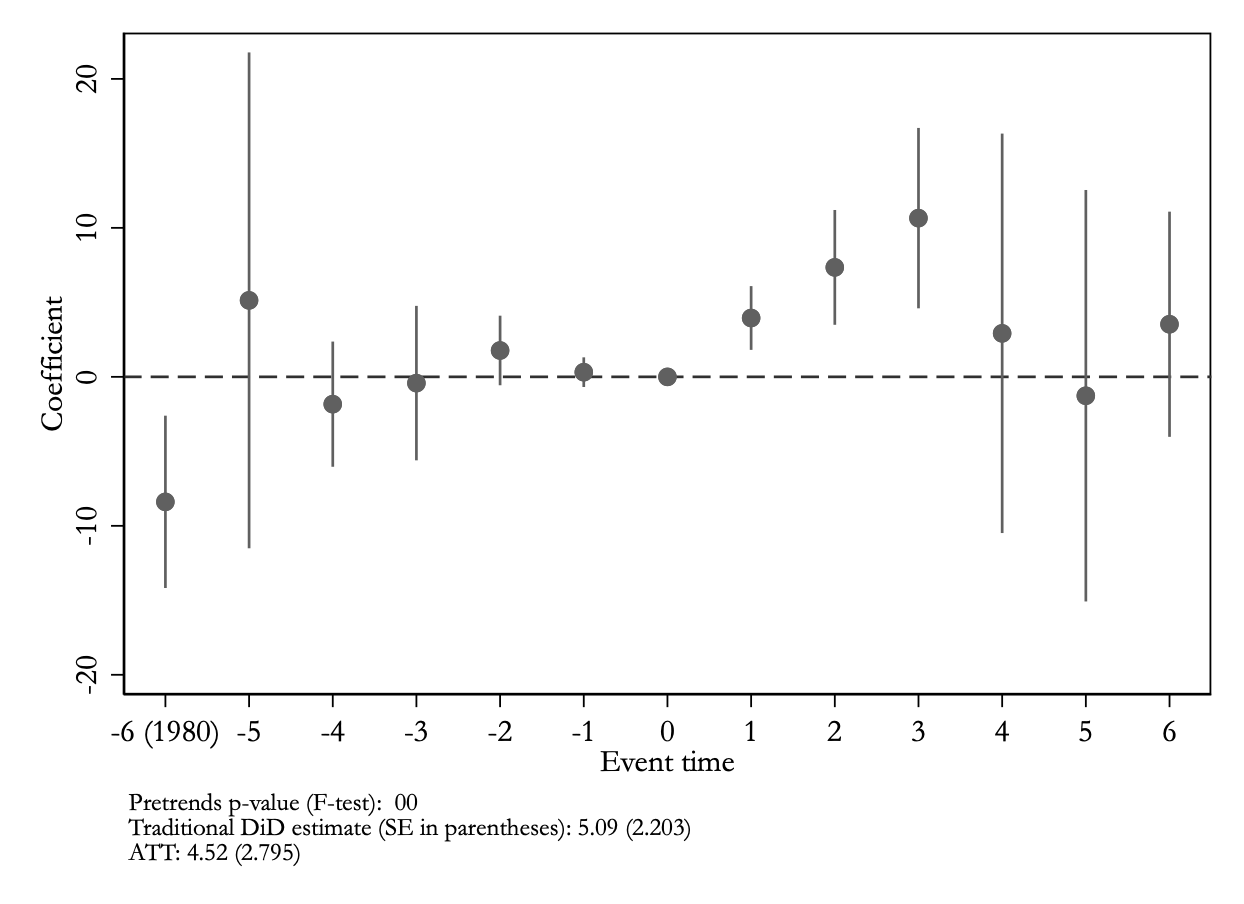 20
10
0
-10
-20
Coefficient
-6 (1980) -5 -4 -3 -2 -1 0 1 2 3 4 5 6
Event time
Pretrends p-value (F-test):  00
Traditional DiD estimate (SE in parentheses): 5.09 (2.203)
ATT: 4.52 (2.795)